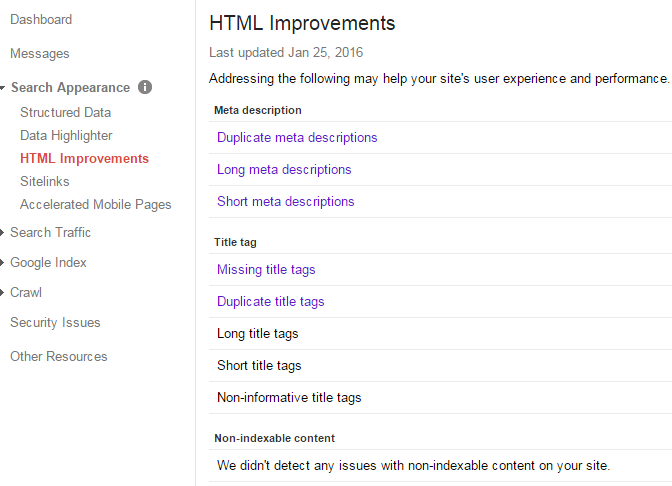 Dashboard
Messages
Search Appearance i
Structured Data
Data Highlighter
HTML Improvements
Sitelinks
Accelerated Mobile Pages
Search Traffic
Google Index
Crawl
Security Issues
Other Resources
HTML Improvements
Last updated Jan 25, 2016
Addressing the following may help your site's user experience and performance.
Meta description
Duplicate meta descriptions
Long meta descriptions
Short meta descriptions
Title tag
Missing title tags
Duplicate title tags
Long title tags
Short title tags
Non-informative title tags
Non-indexable content
We didn't detect any issues with non-indexable content on your site.